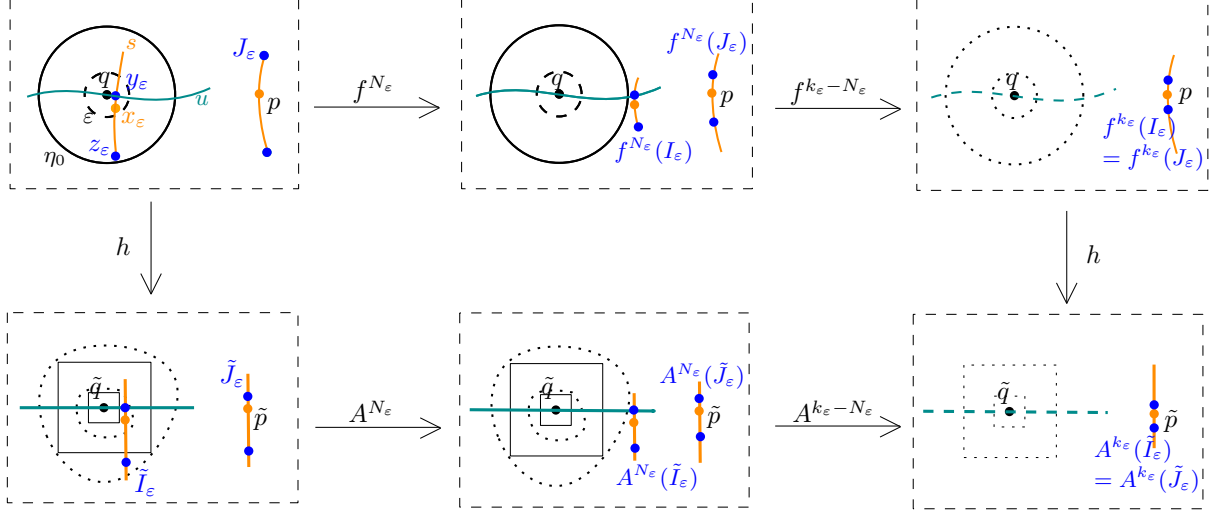 s
q
y_ε
u
ε
x_ε
z_ε
η_0
J_ε
p
f^{N_ε}
q
f^{N_ε}(J_ε)
p
f^{N_ε}(I_ε)
f^{k_ε−N_ε}
q
p
f^{k_ε}(I_ε)
= f^{k_ε}(J_ε)
h
h
q̃
J̃_ε
p̃
Ĩ_ε
A^{N_ε}
q̃
A^{N_ε}(J̃_ε)
p̃
A^{N_ε}(Ĩ_ε)
A^{k_ε−N_ε}
q̃
p̃
A^{k_ε}(Ĩ_ε)
= A^{k_ε}(J̃_ε)